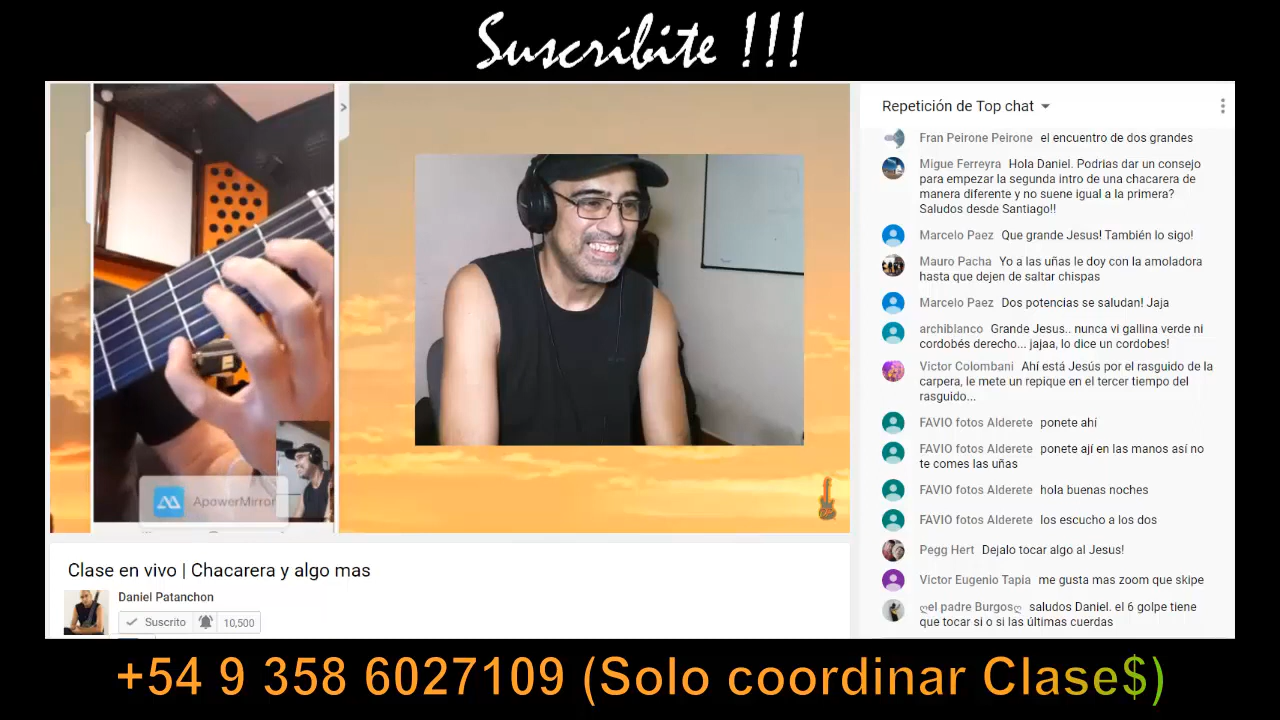 Suscríbite !!!
Repetición de Top chat
Fran Peirone Peirone el encuentro de dos grandes
Migue Ferreyra Hola Daniel. Podrias dar un consejo
para empezar la segunda intro de una chacarera de
manera diferente y no suene igual a la primera?
Saludos desde Santiago!!
Marcelo Paez Que grande Jesus! También lo sigo!
Mauro Pacha Yo a las uñas le doy con la amoladora
hasta que dejen de saltar chispas
Marcelo Paez Dos potencias se saludan! Jaja
archiblanco Grande Jesus.. nunca vi gallina verde ni
cordobés derecho... jajaa, lo dice un cordobes!
Victor Colombani Ahí está Jesús por el rasguido de la
carpera, le mete un repique en el tercer tiempo del
rasguido...
FAVIO fotos Alderete ponete ahí
FAVIO fotos Alderete ponete ají en las manos así no
te comes las uñas
FAVIO fotos Alderete hola buenas noches
FAVIO fotos Alderete los escucho a los dos
Pegg Hert Dejalo tocar algo al Jesus!
Victor Eugenio Tapia me gusta mas zoom que skipe
ღel padre Burgosღ saludos Daniel. el 6 golpe tiene
que tocar si o si las últimas cuerdas
ApowerMirror
Clase en vivo | Chacarera y algo mas
Daniel Patanchon
Suscrito 10,500
+54 9 358 6027109 (Solo coordinar Clase$)